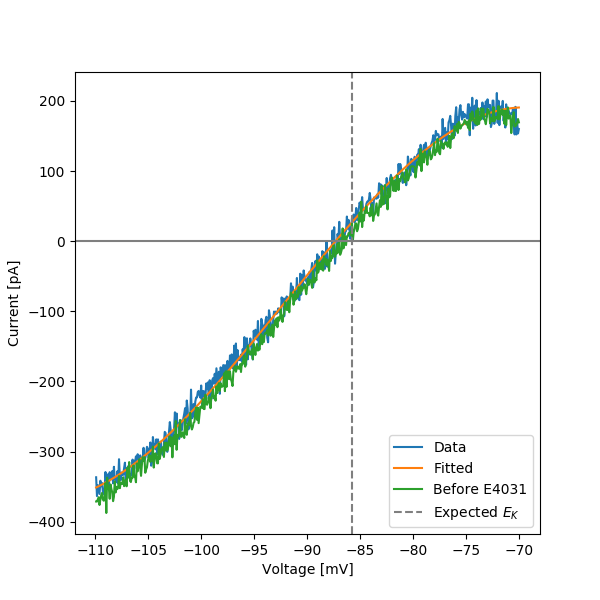 200
100
0
−100
−200
−300
−400
Current [pA]
Data
Fitted
Before E4031
Expected E_K
−110 −105 −100 −95 −90 −85 −80 −75 −70
Voltage [mV]